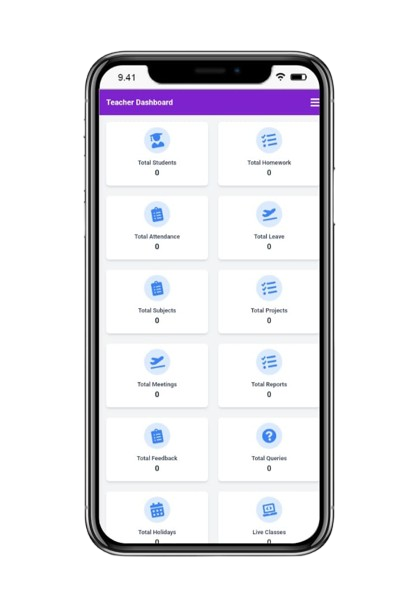 9.41
Teacher Dashboard
Total Students
0
Total Homework
0
Total Attendance
0
Total Leave
0
Total Subjects
0
Total Projects
0
Total Meetings
0
Total Reports
0
Total Feedback
0
Total Queries
0
Total Holidays
0
Live Classes
0